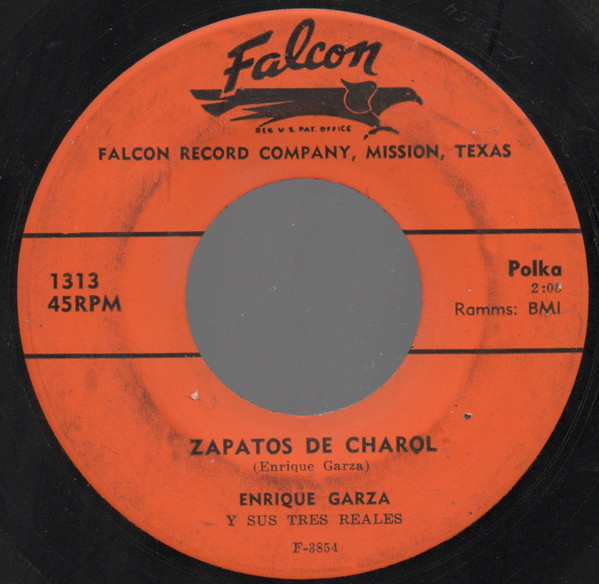 Falcon
REG. U.S. PAT. OFFICE
FALCON RECORD COMPANY, MISSION, TEXAS
1313
45RPM
Polka
Ramms: BMI
ZAPATOS DE CHAROL
(Enrique Garza)
ENRIQUE GARZA
Y SUS TRES REALES
F-3854